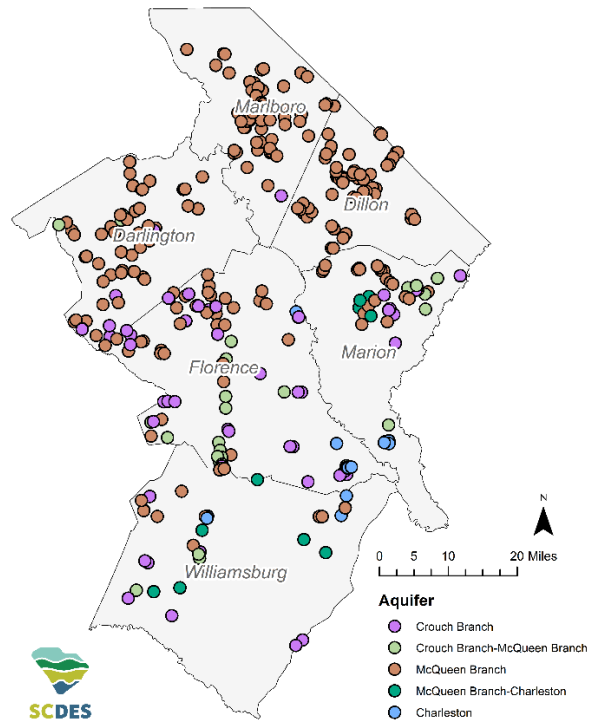 Marlboro
Dillon
Darlington
Marion
Florence
Williamsburg
N
0 5 10 20 Miles
Aquifer
Crouch Branch
Crouch Branch-McQueen Branch
McQueen Branch
McQueen Branch-Charleston
Charleston
SCDES